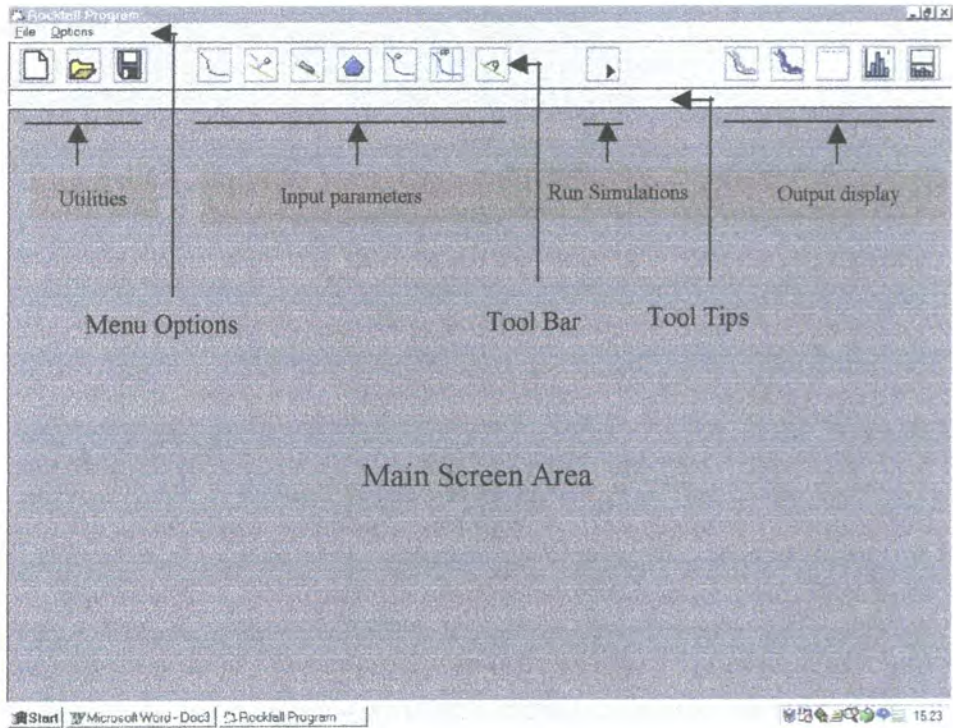 Rockfall Program
File Options
Utilities
Input parameters
Run Simulations
Output display
Menu Options
Tool Bar
Tool Tips
Main Screen Area
Start
Microsoft Word - Doc3
Rockfall Program
15:23